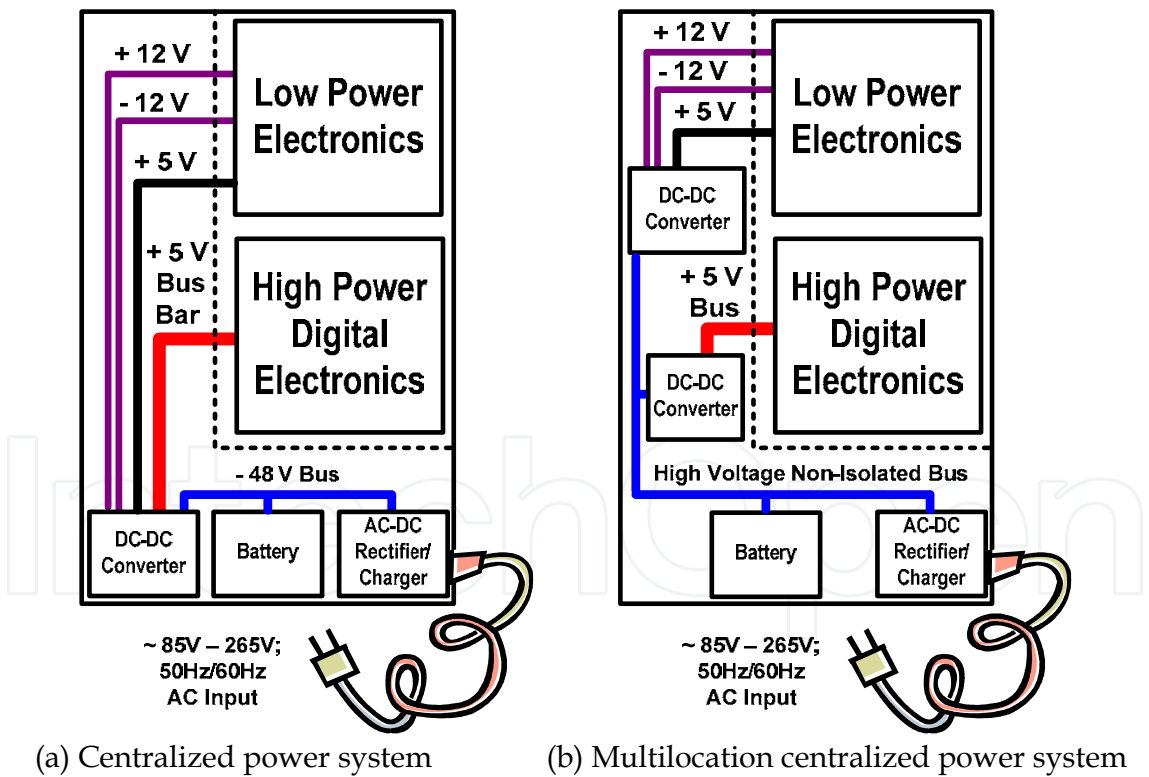 + 12 V
- 12 V
+ 5 V
Low Power
Electronics
+ 5 V
Bus
Bar
High Power
Digital
Electronics
- 48 V Bus
DC-DC
Converter
Battery
AC-DC
Rectifier/
Charger
~ 85V – 265V;
50Hz/60Hz
AC Input
(a) Centralized power system
+ 12 V
- 12 V
+ 5 V
Low Power
Electronics
DC-DC
Converter
+ 5 V
Bus
High Power
Digital
Electronics
DC-DC
Converter
High Voltage Non-Isolated Bus
Battery
AC-DC
Rectifier/
Charger
~ 85V – 265V;
50Hz/60Hz
AC Input
(b) Multilocation centralized power system
IntechOpen